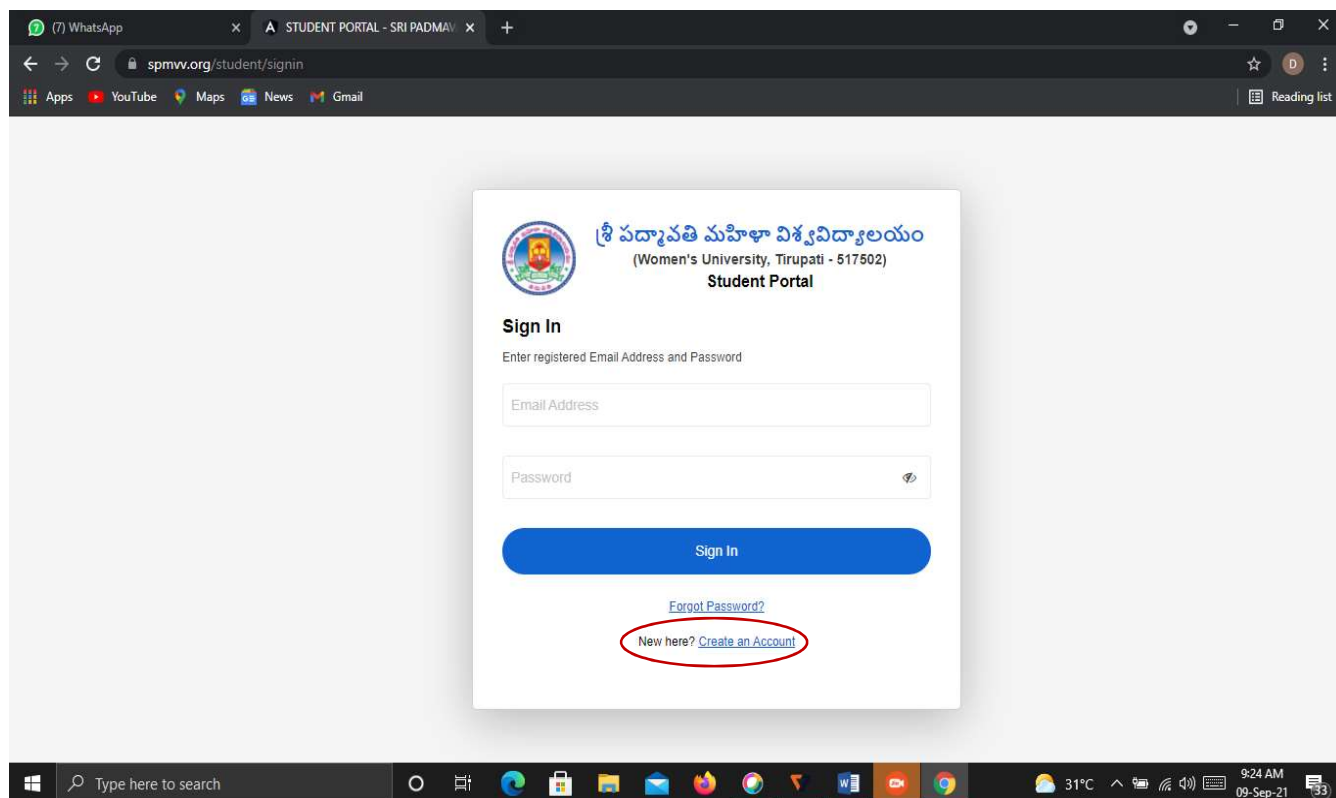 (7) WhatsApp
STUDENT PORTAL - SRI PADMAV
spmvv.org/student/signin
Apps YouTube Maps News Gmail Reading list
శ్రీ పద్మావతి మహిళా విశ్వవిద్యాలయం
(Women's University, Tirupati - 517502)
Student Portal
Sign In
Enter registered Email Address and Password
Email Address
Password
Sign In
Forgot Password?
New here? Create an Account
Type here to search
31°C
9:24 AM
09-Sep-21
33